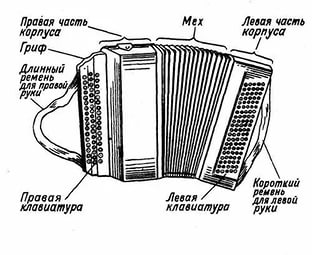 Правая часть
корпуса
Мех
Левая часть
корпуса
Гриф
Длинный
ремень
для правой
руки
Правая
клавиатура
Левая
клавиатура
Короткий
ремень
для левой
руки